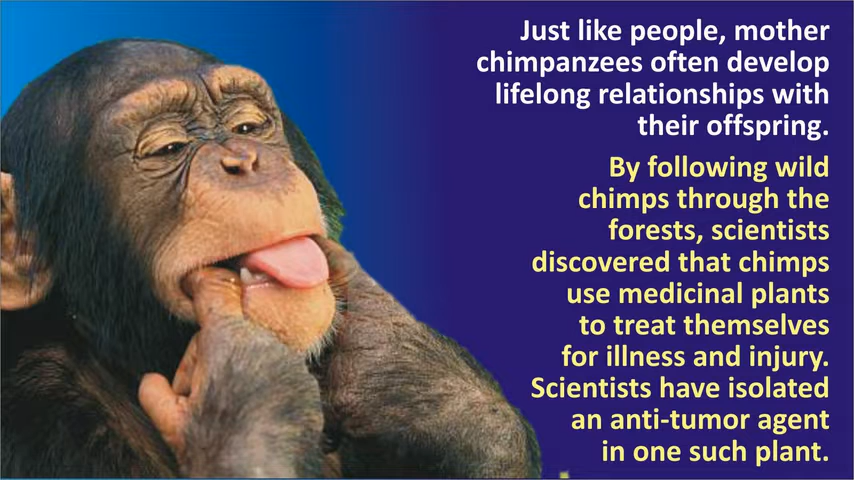 Just like people, mother
chimpanzees often develop
lifelong relationships with
their offspring.
By following wild
chimps through the
forests, scientists
discovered that chimps
use medicinal plants
to treat themselves
for illness and injury.
Scientists have isolated
an anti-tumor agent
in one such plant.